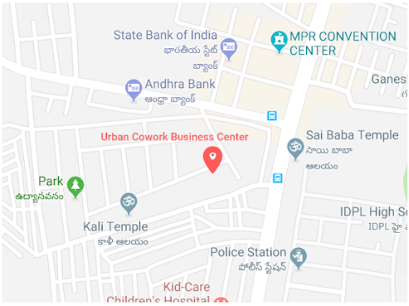 State Bank of India
భారతీయ స్టేట్
బ్యాంక్
MPR CONVENTION
CENTER
Ganes
Andhra Bank
ఆంధ్రా బ్యాంక్
Urban Cowork Business Center
Sai Baba Temple
సాయి బాబా
ఆలయం
Park
ఉద్యానవనం
Kali Temple
కాళీ ఆలయం
IDPL High S
IDPL హై
Police Station
పోలీస్ స్టేషన్
Kid-Care
Children's Hospital